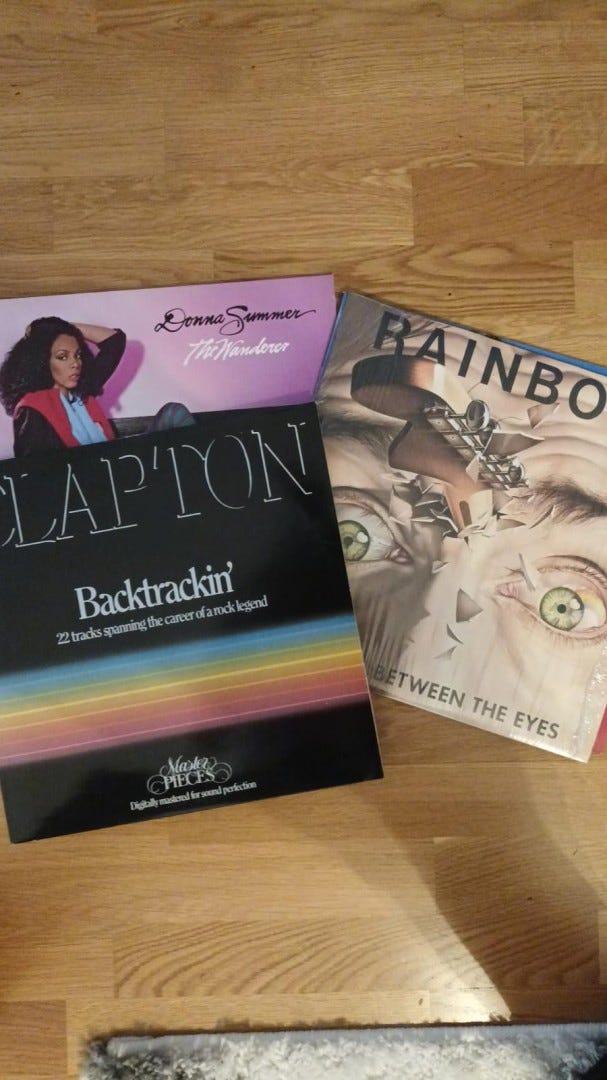 Donna Summer
The Wanderer
CLAPTON
Backtrackin'
22 tracks spanning the career of a rock legend
Master
PIECES
Digitally mastered for sound perfection
RAINBO
BETWEEN THE EYES